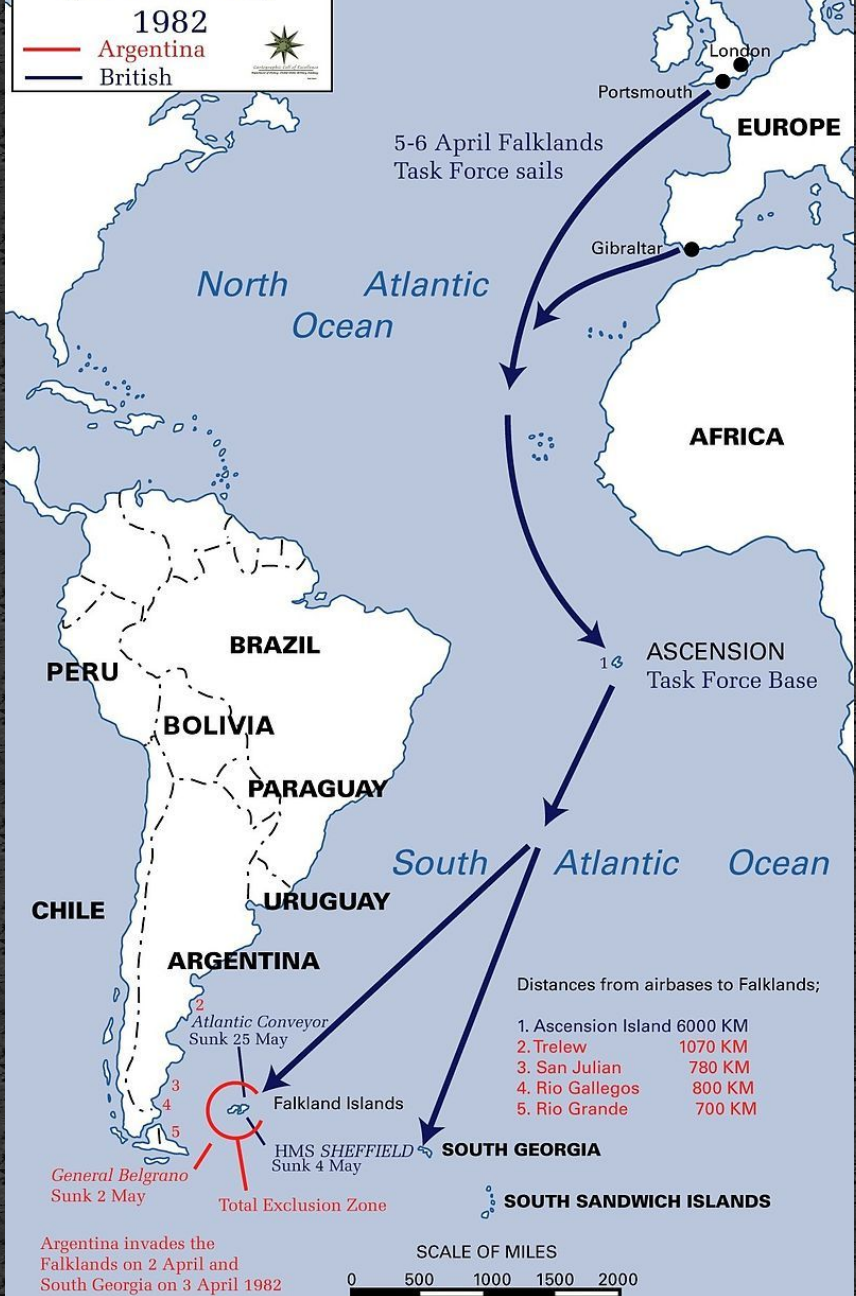 1982
Argentina
British
London
Portsmouth
EUROPE
5-6 April Falklands
Task Force sails
Gibraltar
North Atlantic
Ocean
AFRICA
BRAZIL
PERU
ASCENSION
1
Task Force Base
BOLIVIA
PARAGUAY
South Atlantic Ocean
URUGUAY
CHILE
ARGENTINA
Distances from airbases to Falklands;
1. Ascension Island 6000 KM
2. Trelew 1070 KM
3. San Julian 780 KM
4. Rio Gallegos 800 KM
5. Rio Grande 700 KM
2
Atlantic Conveyor
Sunk 25 May
3
4
5
Falkland Islands
HMS SHEFFIELD
Sunk 4 May
SOUTH GEORGIA
General Belgrano
Sunk 2 May
Total Exclusion Zone
SOUTH SANDWICH ISLANDS
Argentina invades the
Falklands on 2 April and
South Georgia on 3 April 1982
SCALE OF MILES
0 500 1000 1500 2000